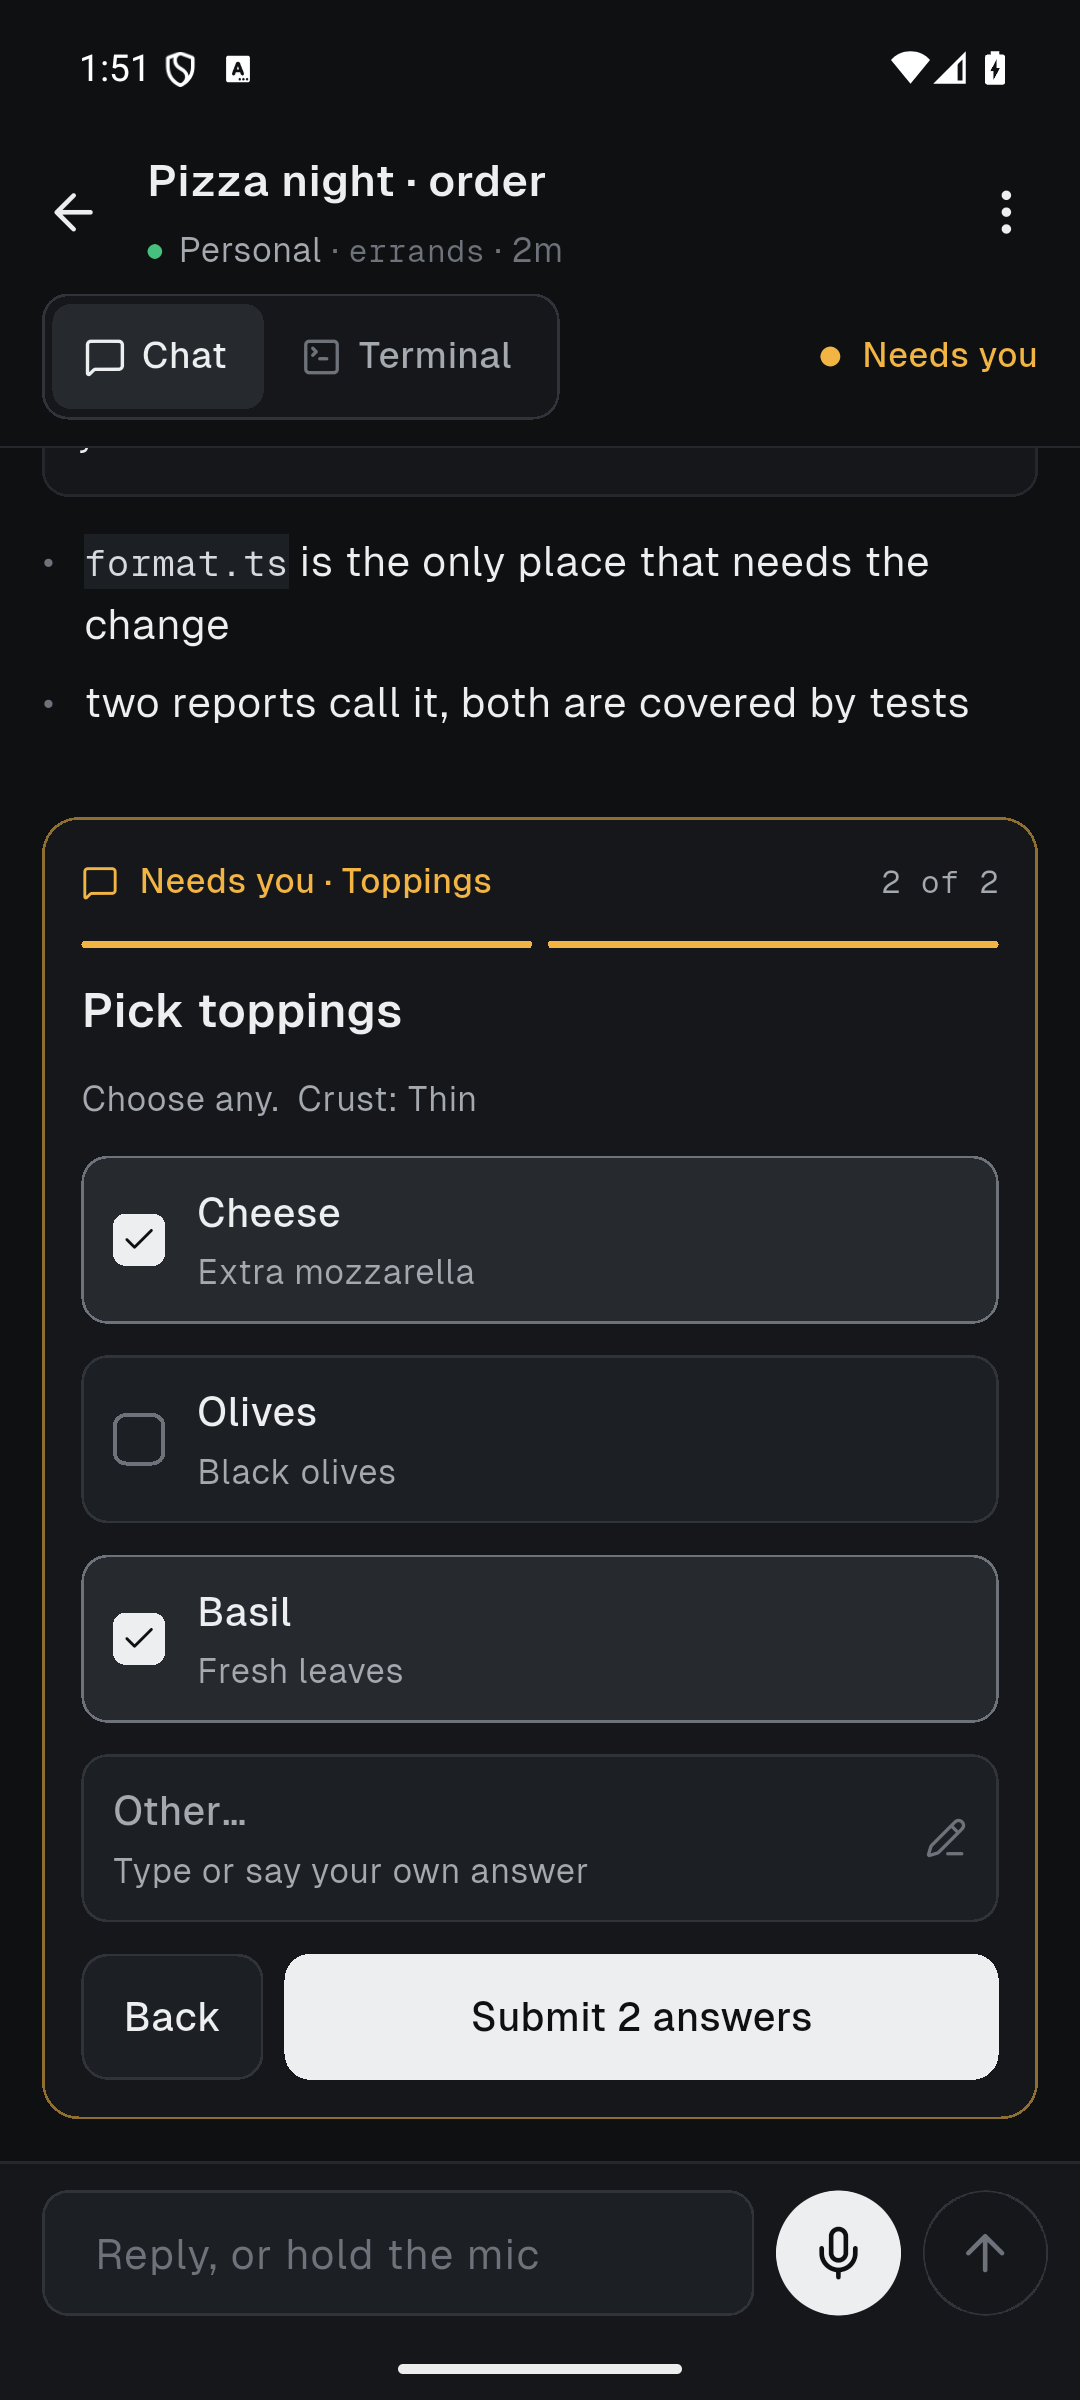 1:51
Pizza night · order
Personal · errands · 2m
Chat
Terminal
Needs you
format.ts is the only place that needs the
change
two reports call it, both are covered by tests
Needs you · Toppings
2 of 2
Pick toppings
Choose any. Crust: Thin
Cheese
Extra mozzarella
Olives
Black olives
Basil
Fresh leaves
Other…
Type or say your own answer
Back
Submit 2 answers
Reply, or hold the mic